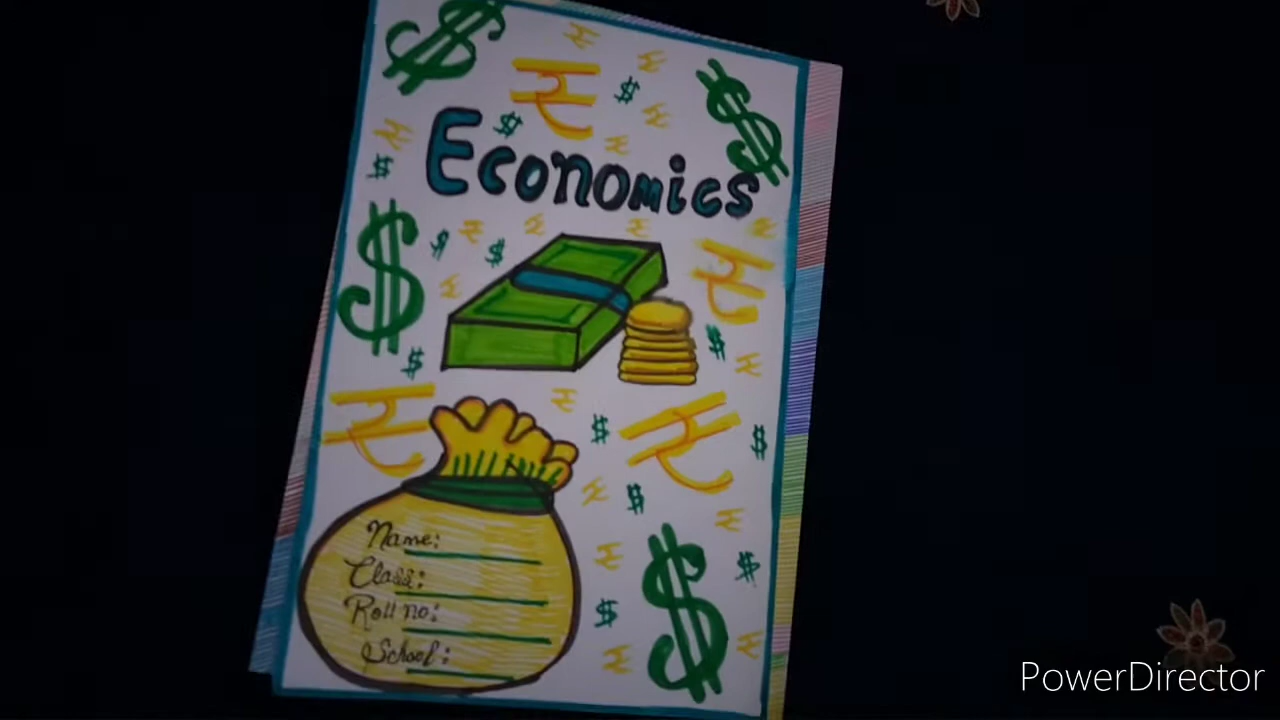 Economics
Name:
Class:
Roll no:
School:
PowerDirector